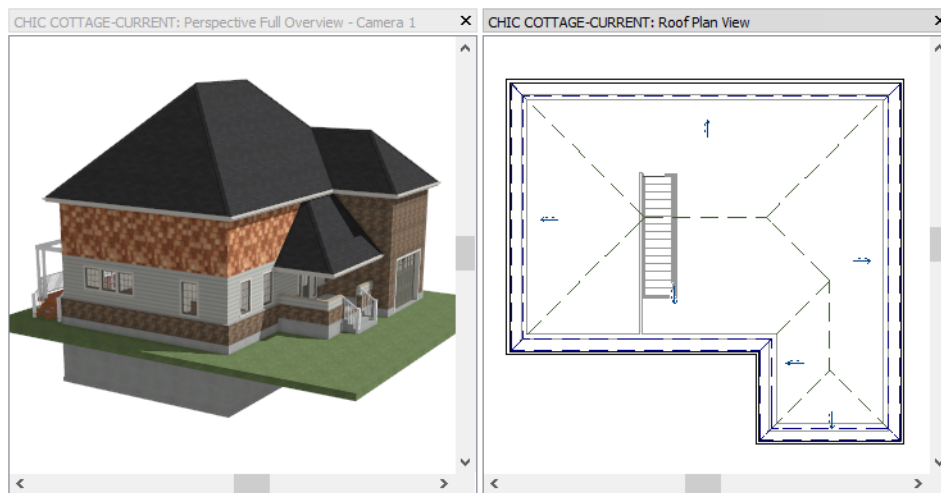 CHIC COTTAGE-CURRENT: Perspective Full Overview - Camera 1
CHIC COTTAGE-CURRENT: Roof Plan View